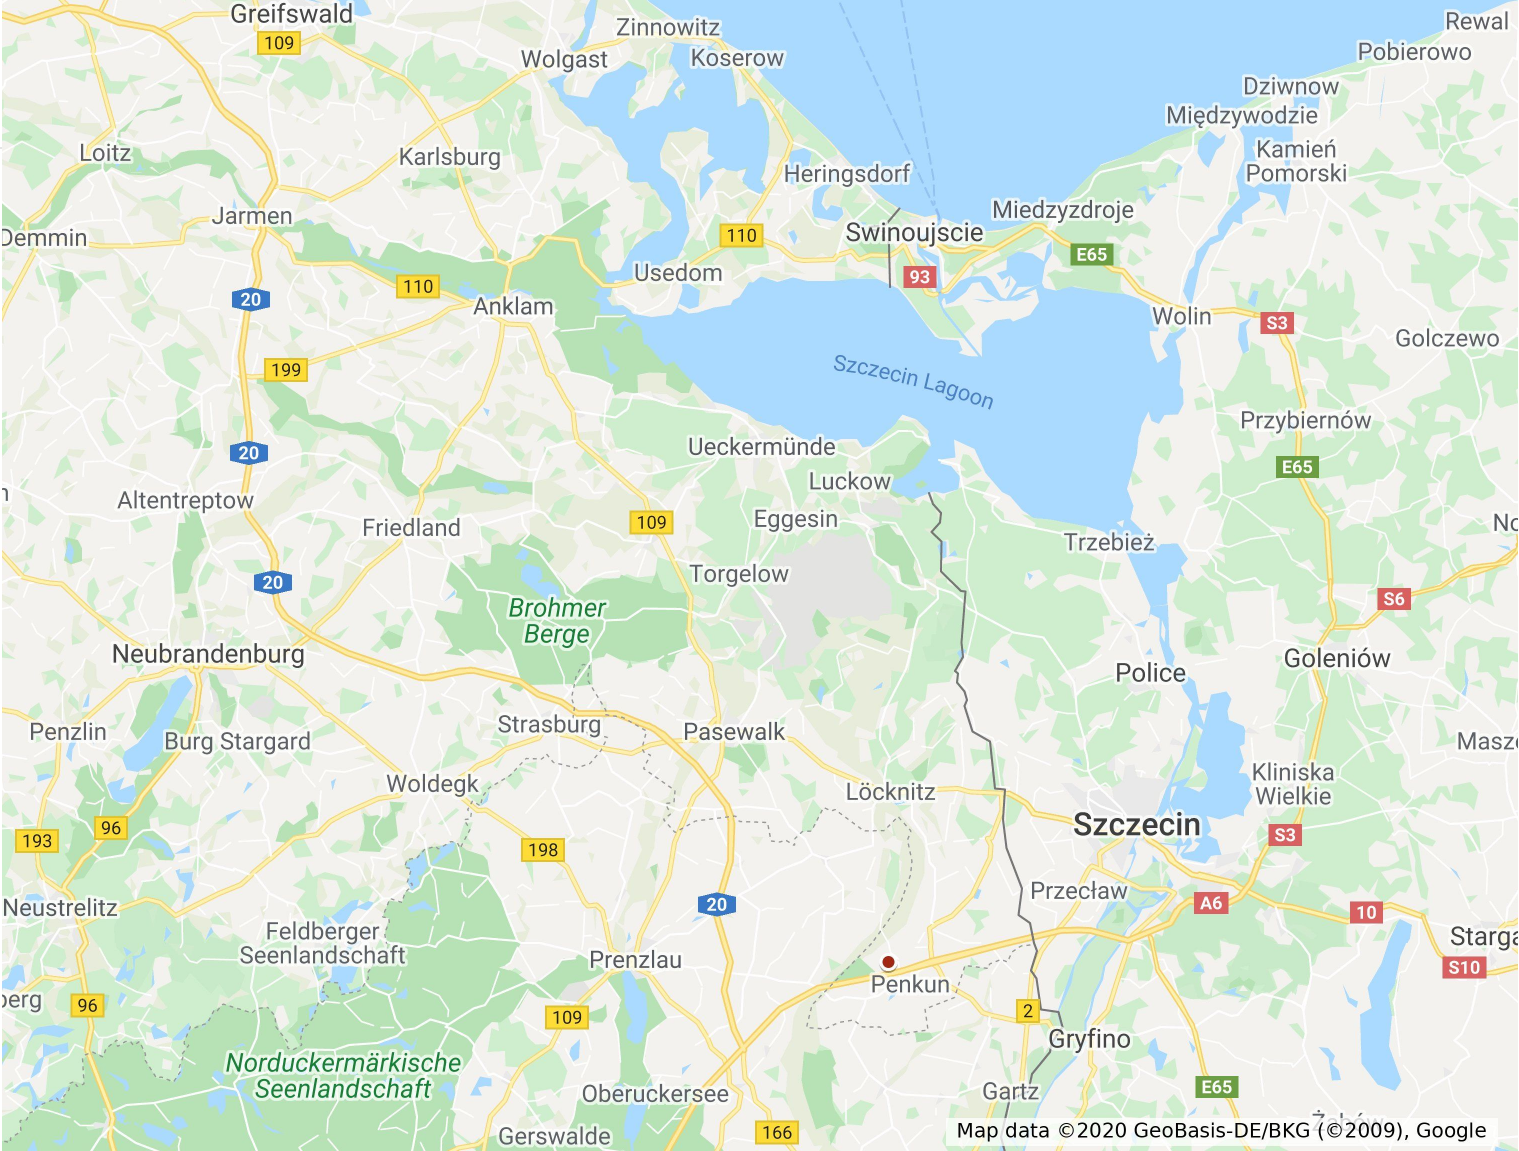 Greifswald
109
Zinnowitz
Koserow
Wolgast
Rewal
Pobierowo
Dziwnow
Międzywodzie
Loitz
Karlsburg
Kamień
Pomorski
Heringsdorf
Jarmen
Miedzyzdroje
Demmin
110
Swinoujscie
E65
Usedom
93
110
20
Anklam
Wolin
S3
Golczewo
199
Szczecin Lagoon
Przybiernów
20
Ueckermünde
E65
Luckow
Altentreptow
Eggesin
109
Friedland
Trzebież
20
Torgelow
S6
Brohmer
Berge
Neubrandenburg
Goleniów
Police
Penzlin
Burg Stargard
Strasburg
Pasewalk
Woldegk
Löcknitz
Kliniska
Wielkie
96
193
Szczecin
S3
198
Przecław
20
A6
10
Neustrelitz
Feldberger
Seenlandschaft
Prenzlau
S10
Penkun
96
109
2
Gryfino
Norduckermärkische
Seenlandschaft
Oberuckersee
Gartz
E65
Gerswalde
166
Map data ©2020 GeoBasis-DE/BKG (©2009), Google